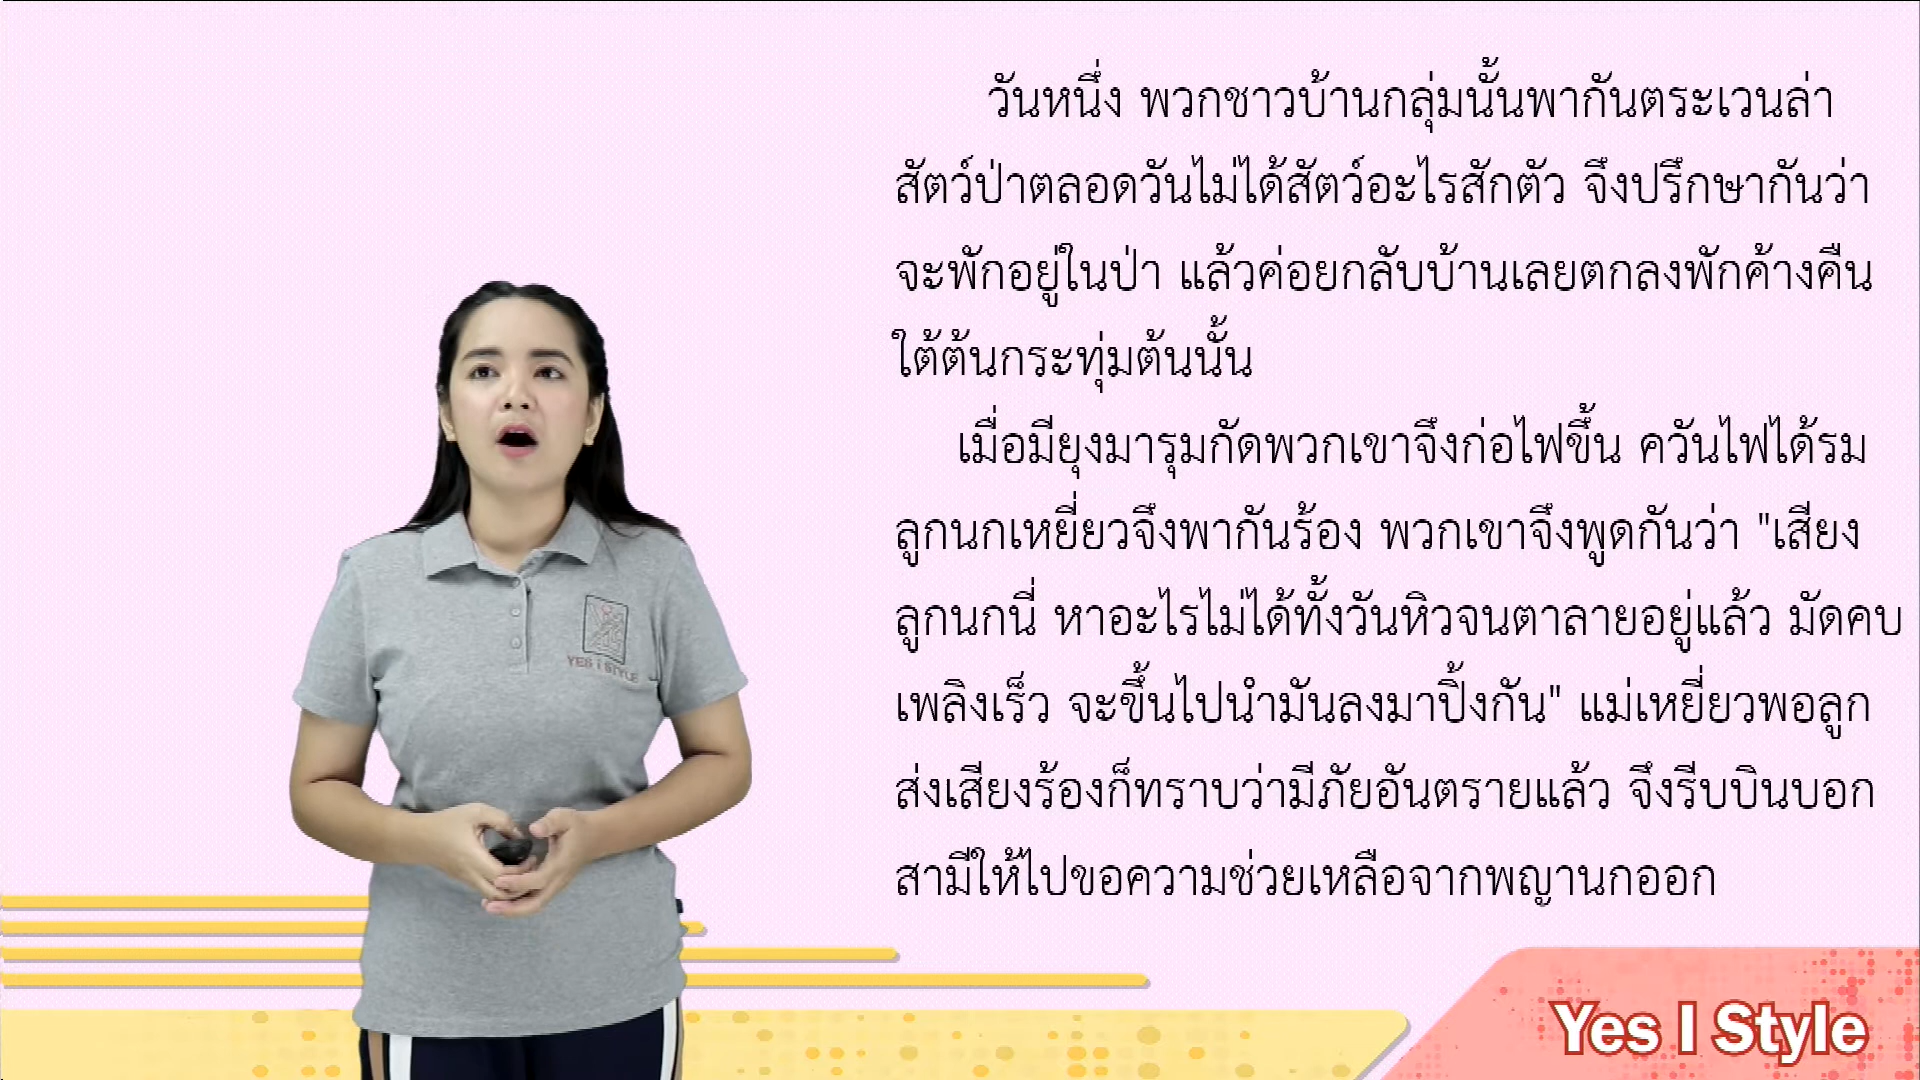 วันหนึ่ง พวกชาวบ้านกลุ่มนั้นพากันตระเวนล่า
สัตว์ป่าตลอดวันไม่ได้สัตว์อะไรสักตัว จึงปรึกษากันว่า
จะพักอยู่ในป่า แล้วค่อยกลับบ้านเลยตกลงพักค้างคืน
ใต้ต้นกระทุ่มต้นนั้น
เมื่อมียุงมารุมกัดพวกเขาจึงก่อไฟขึ้น ควันไฟได้รม
ลูกนกเหยี่ยวจึงพากันร้อง พวกเขาจึงพูดกันว่า "เสียง
ลูกนกนี่ หาอะไรไม่ได้ทั้งวันหิวจนตาลายอยู่แล้ว มัดคบ
เพลิงเร็ว จะขึ้นไปนำมันลงมาปิ้งกัน" แม่เหยี่ยวพอลูก
ส่งเสียงร้องก็ทราบว่ามีภัยอันตรายแล้ว จึงรีบบินบอก
สามีให้ไปขอความช่วยเหลือจากพญานกออก
YES i STYLE
Yes I Style